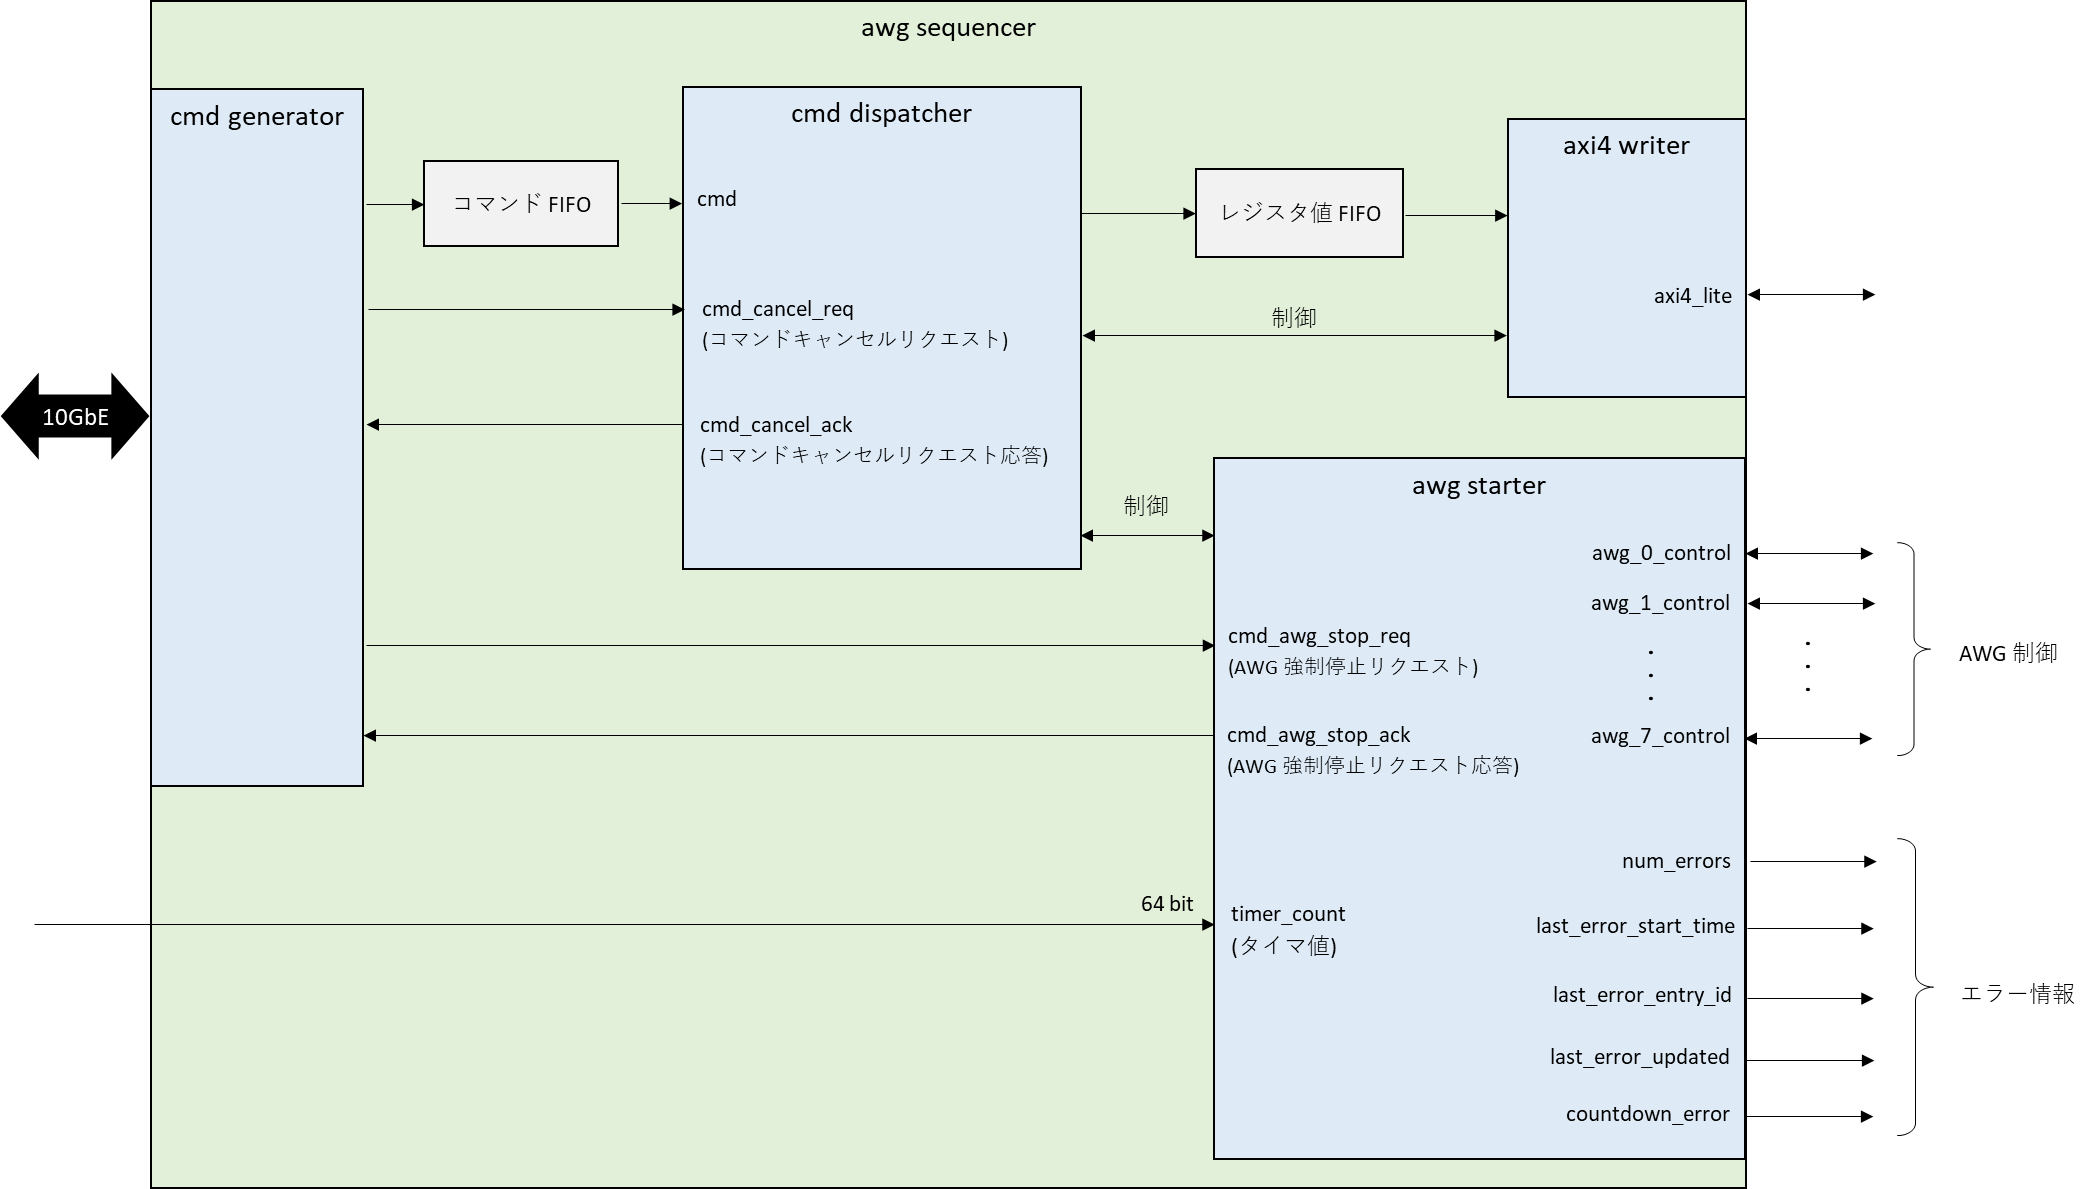 awg sequencer
cmd generator
cmd dispatcher
axi4 writer
コマンド FIFO
cmd
レジスタ値 FIFO
axi4_lite
cmd_cancel_req
(コマンドキャンセルリクエスト)
制御
10GbE
cmd_cancel_ack
(コマンドキャンセルリクエスト応答)
制御
awg starter
awg_0_control
awg_1_control
cmd_awg_stop_req
(AWG 強制停止リクエスト)
AWG 制御
cmd_awg_stop_ack
(AWG 強制停止リクエスト応答)
awg_7_control
num_errors
64 bit
timer_count
(タイマ値)
last_error_start_time
last_error_entry_id
エラー情報
last_error_updated
countdown_error